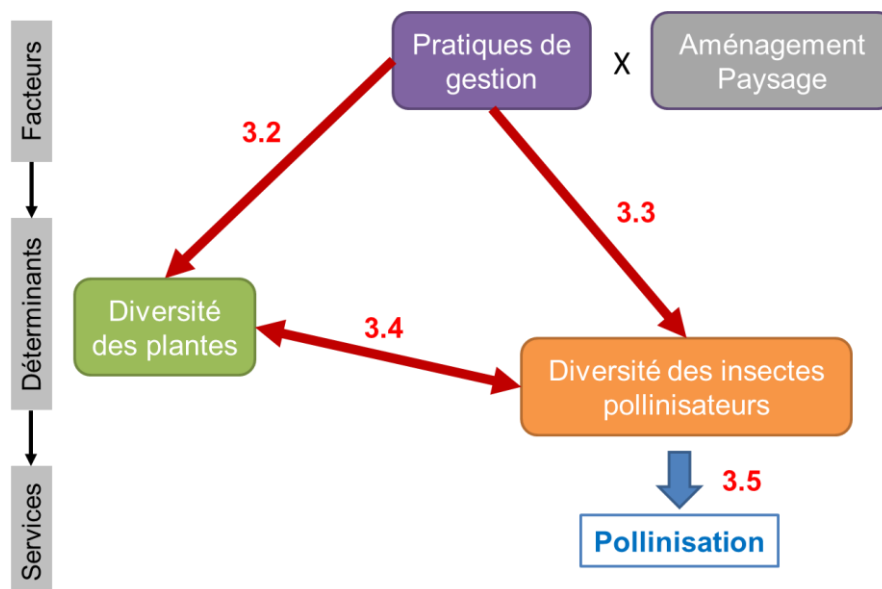 Facteurs
Pratiques de
gestion
X
Aménagement
Paysage
3.2
3.3
Déterminants
Diversité
des plantes
3.4
Diversité des insectes
pollinisateurs
Services
3.5
Pollinisation